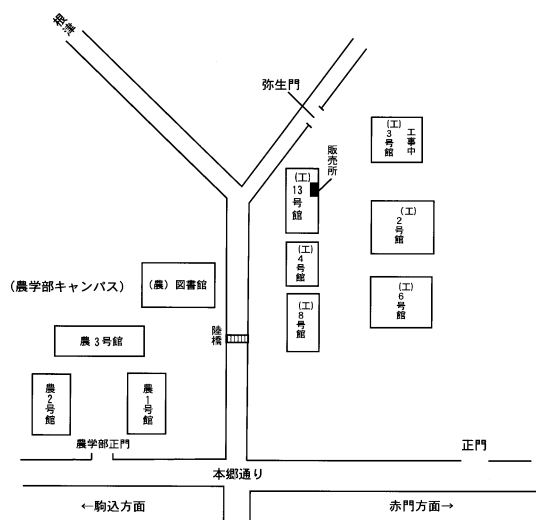 根津
弥生門
(工)3号館
工事中
販売所
(工)13号館
(工)2号館
(工)4号館
(農学部キャンパス)
(農)図書館
(工)6号館
(工)8号館
陸橋
農3号館
農2号館
農1号館
農学部正門
正門
本郷通り
←駒込方面
赤門方面→